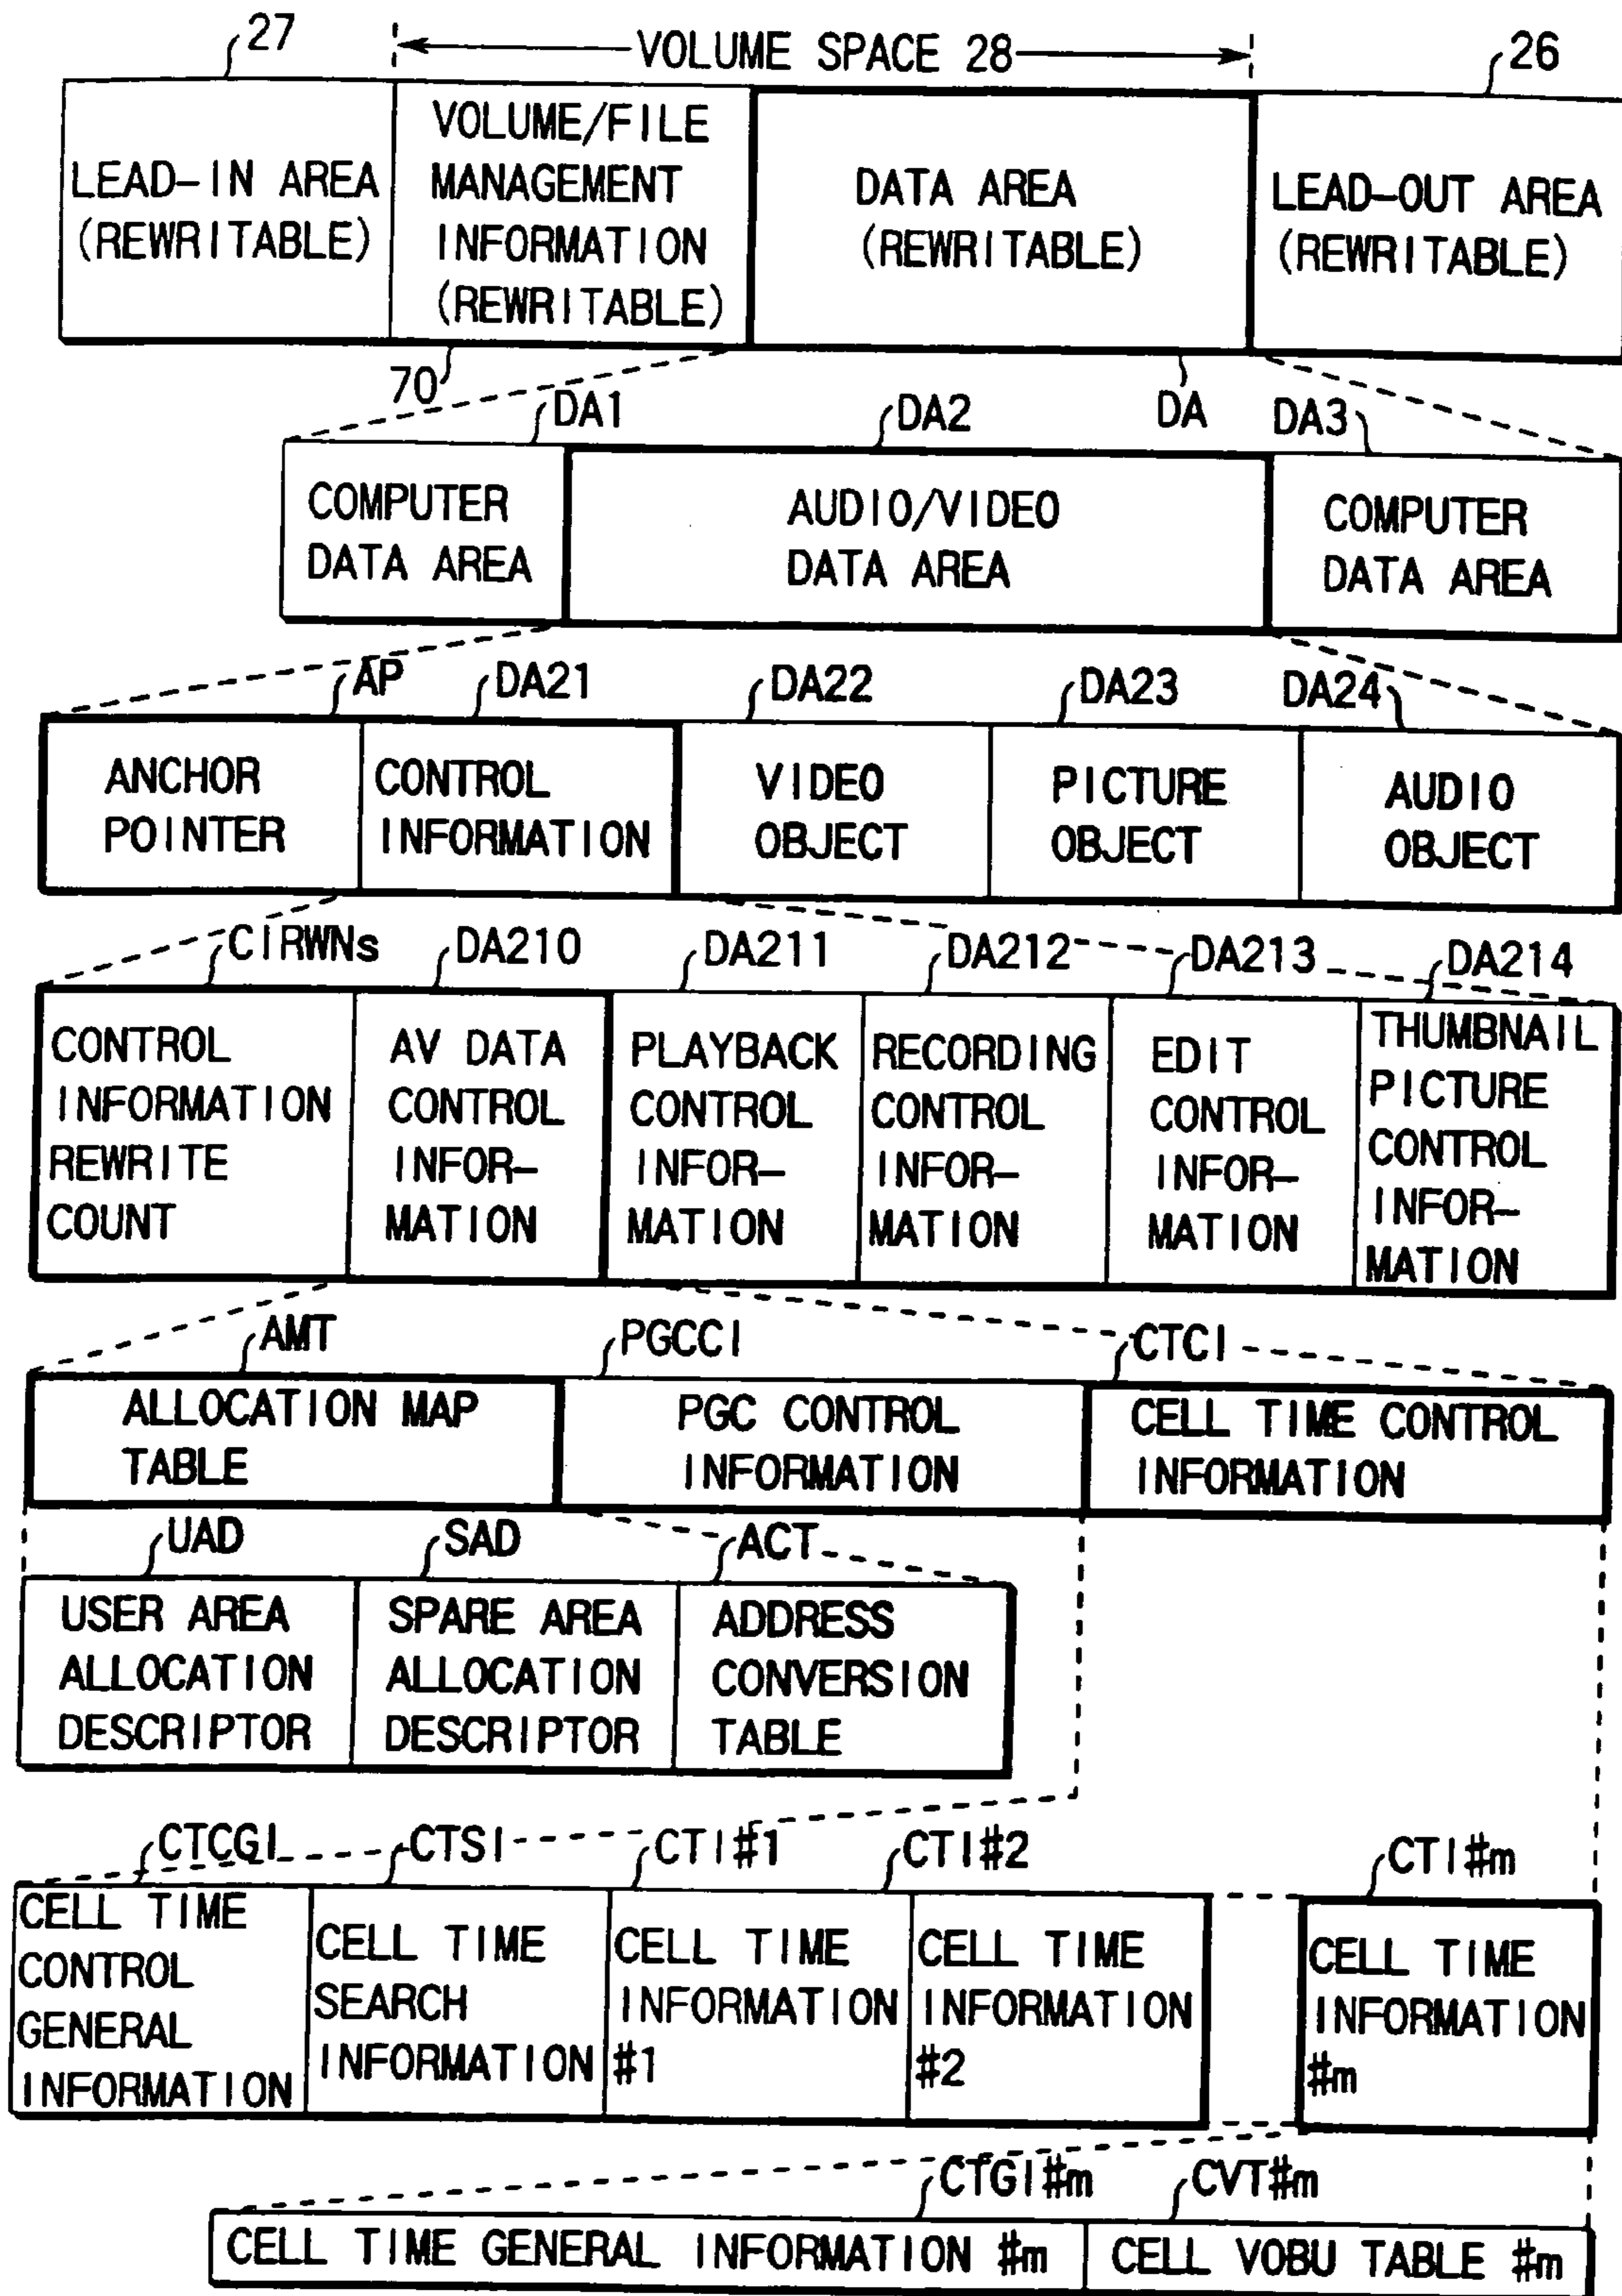 27
VOLUME SPACE 28
26
LEAD-IN AREA
(REWRITABLE)
VOLUME/FILE
MANAGEMENT
INFORMATION
(REWRITABLE)
DATA AREA
(REWRITABLE)
LEAD-OUT AREA
(REWRITABLE)
70
DA1
DA2
DA
DA3
COMPUTER
DATA AREA
AUDIO/VIDEO
DATA AREA
COMPUTER
DATA AREA
AP
DA21
DA22
DA23
DA24
ANCHOR
POINTER
CONTROL
INFORMATION
VIDEO
OBJECT
PICTURE
OBJECT
AUDIO
OBJECT
CIRWNs
DA210
DA211
DA212
DA213
DA214
CONTROL
INFORMATION
REWRITE
COUNT
AV DATA
CONTROL
INFOR-
MATION
PLAYBACK
CONTROL
INFOR-
MATION
RECORDING
CONTROL
INFOR-
MATION
EDIT
CONTROL
INFOR-
MATION
THUMBNAIL
PICTURE
CONTROL
INFOR-
MATION
AMT
PGCCI
CTCI
ALLOCATION MAP
TABLE
PGC CONTROL
INFORMATION
CELL TIME CONTROL
INFORMATION
UAD
SAD
ACT
USER AREA
ALLOCATION
DESCRIPTOR
SPARE AREA
ALLOCATION
DESCRIPTOR
ADDRESS
CONVERSION
TABLE
CTCGI
CTSI
CTI#1
CTI#2
CTI#m
CELL TIME
CONTROL
GENERAL
INFORMATION
CELL TIME
SEARCH
INFORMATION
CELL TIME
INFORMATION
#1
CELL TIME
INFORMATION
#2
CELL TIME
INFORMATION
#m
CTGI#m
CVT#m
CELL TIME GENERAL INFORMATION #m
CELL VOBU TABLE #m